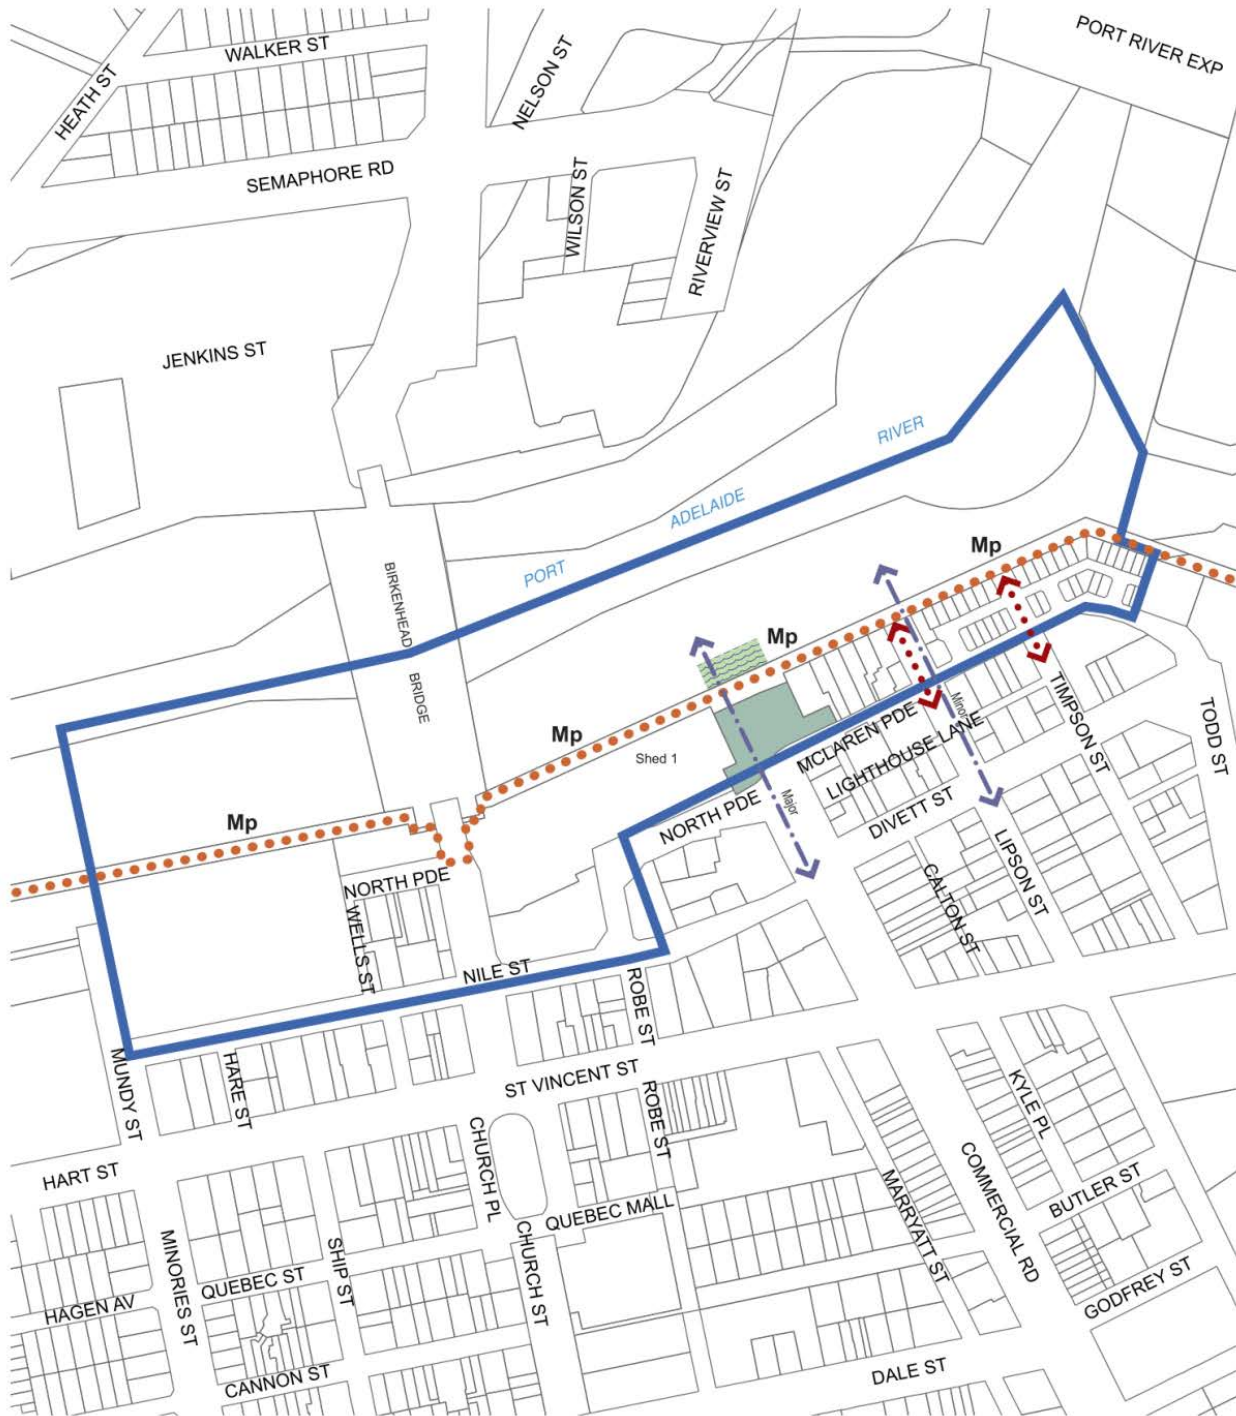 PORT RIVER EXP
WALKER ST
HEATH ST
NELSON ST
SEMAPHORE RD
WILSON ST
RIVERVIEW ST
JENKINS ST
RIVER
ADELAIDE
PORT
BIRKENHEAD
BRIDGE
Mp
Mp
Mp
Mp
Shed 1
Minor
Major
MCLAREN PDE
LIGHTHOUSE LANE
TIMPSON ST
TODD ST
NORTH PDE
DIVETT ST
LIPSON ST
CALTON ST
NORTH PDE
WELLS ST
NILE ST
ROBE ST
MUNDY ST
HARE ST
ST VINCENT ST
ROBE ST
KYLE PL
HART ST
CHURCH PL
COMMERCIAL RD
MARRYATT ST
BUTLER ST
QUEBEC MALL
MINORIES ST
SHIP ST
CHURCH ST
QUEBEC ST
GODFREY ST
HAGEN AV
CANNON ST
DALE ST